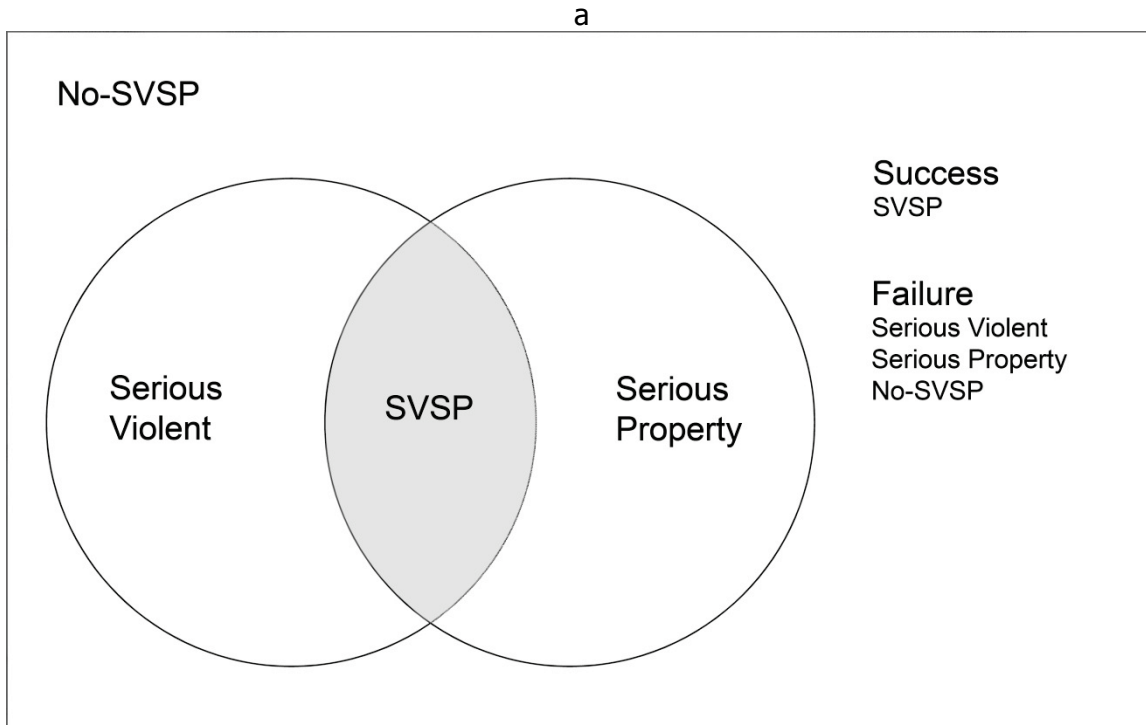 a
No-SVSP
Success
SVSP
Failure
Serious Violent
Serious Property
No-SVSP
Serious
Violent
SVSP
Serious
Property